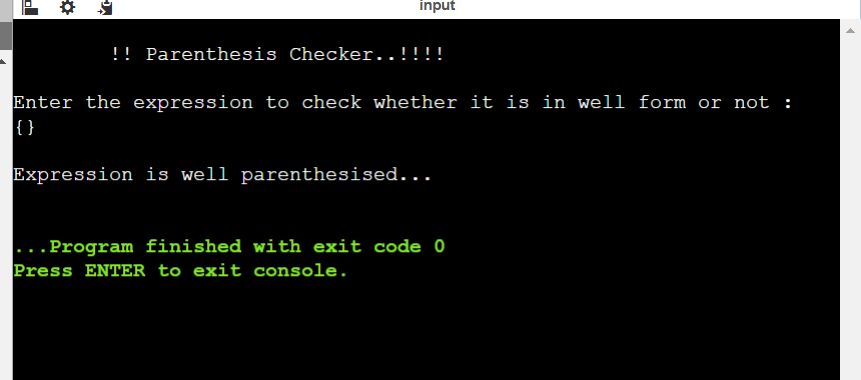 input
!! Parenthesis Checker..!!!!
Enter the expression to check whether it is in well form or not :
{}
Expression is well parenthesised...
...Program finished with exit code 0
Press ENTER to exit console.